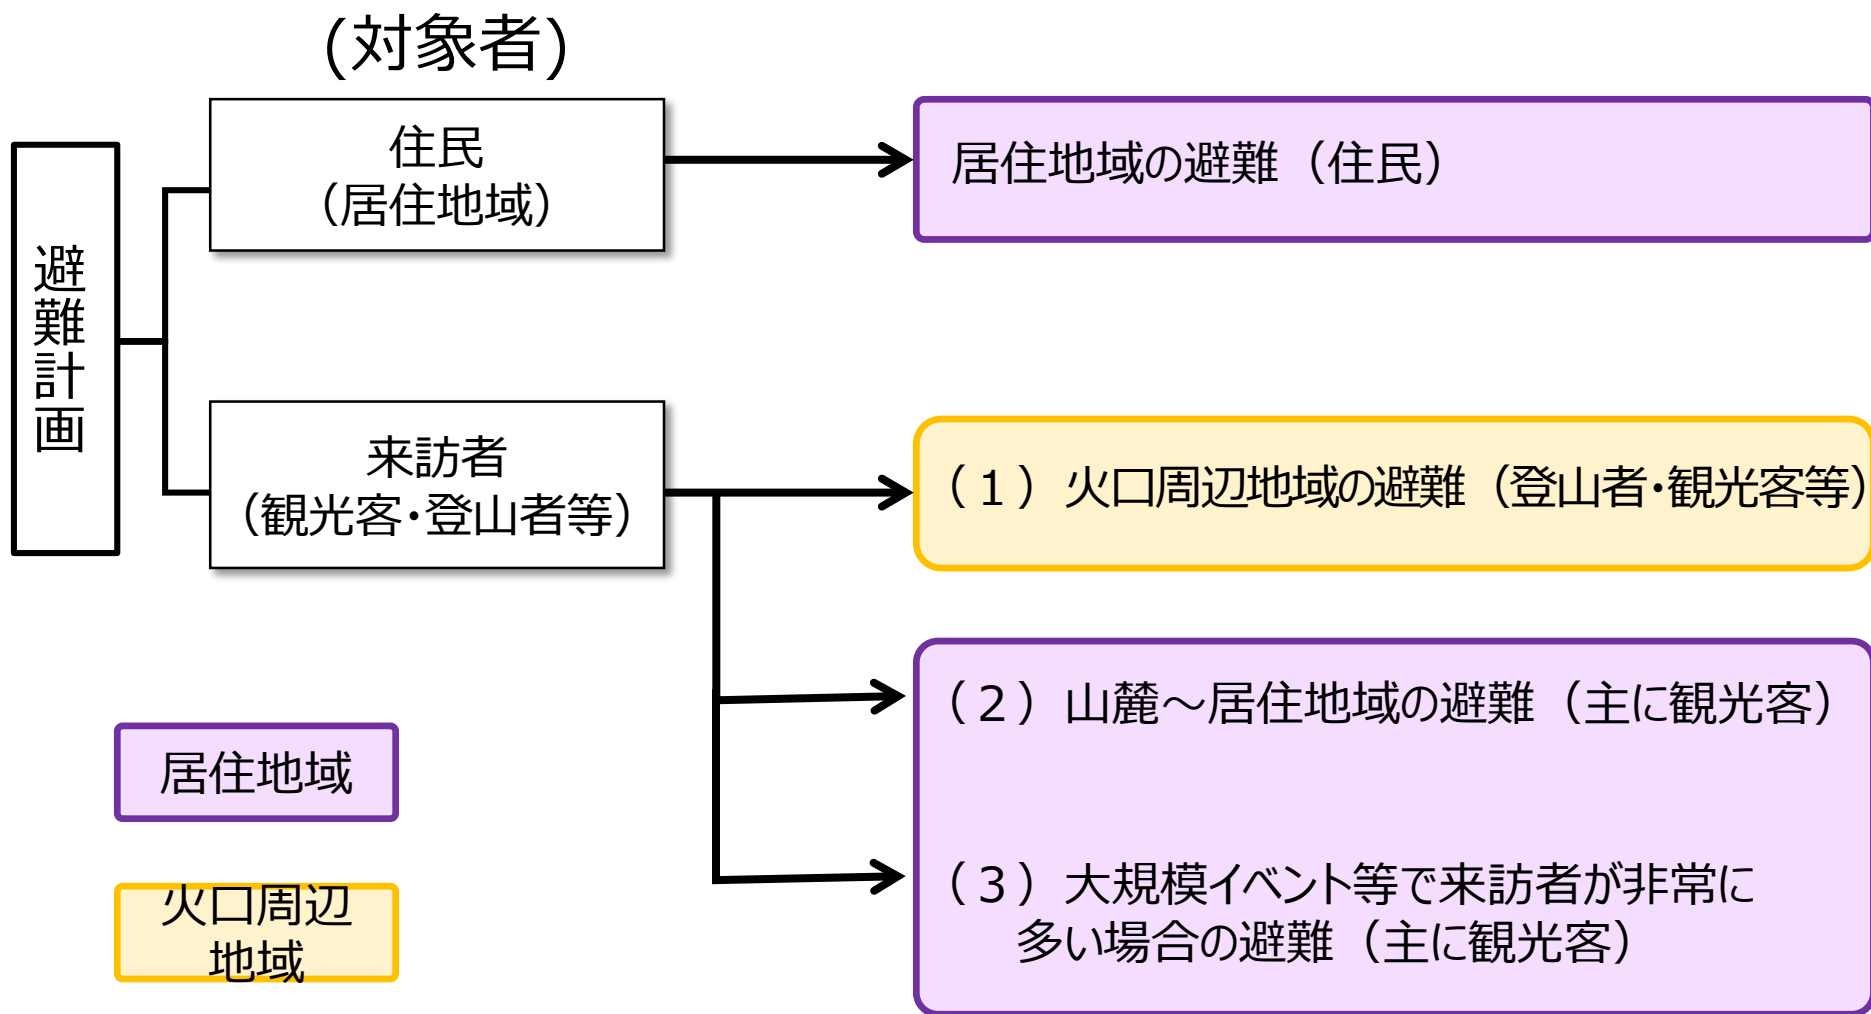 (対象者)
避難計画
住民
（居住地域）
居住地域の避難（住民）
来訪者
（観光客・登山者等）
（１）火口周辺地域の避難（登山者・観光客等）
（２）山麓～居住地域の避難（主に観光客）
（３）大規模イベント等で来訪者が非常に
多い場合の避難（主に観光客）
居住地域
火口周辺
地域